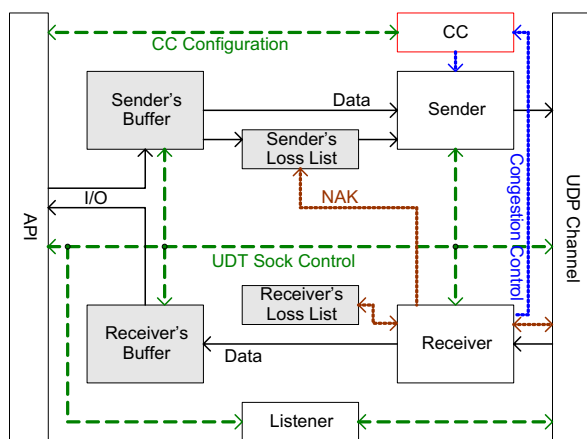 CC
CC Configuration
Sender's
Buffer
Data
Sender
Sender's
Loss List
NAK
I/O
API
UDP Channel
Congestion Control
UDT Sock Control
Receiver's
Loss List
Receiver's
Buffer
Data
Receiver
Listener